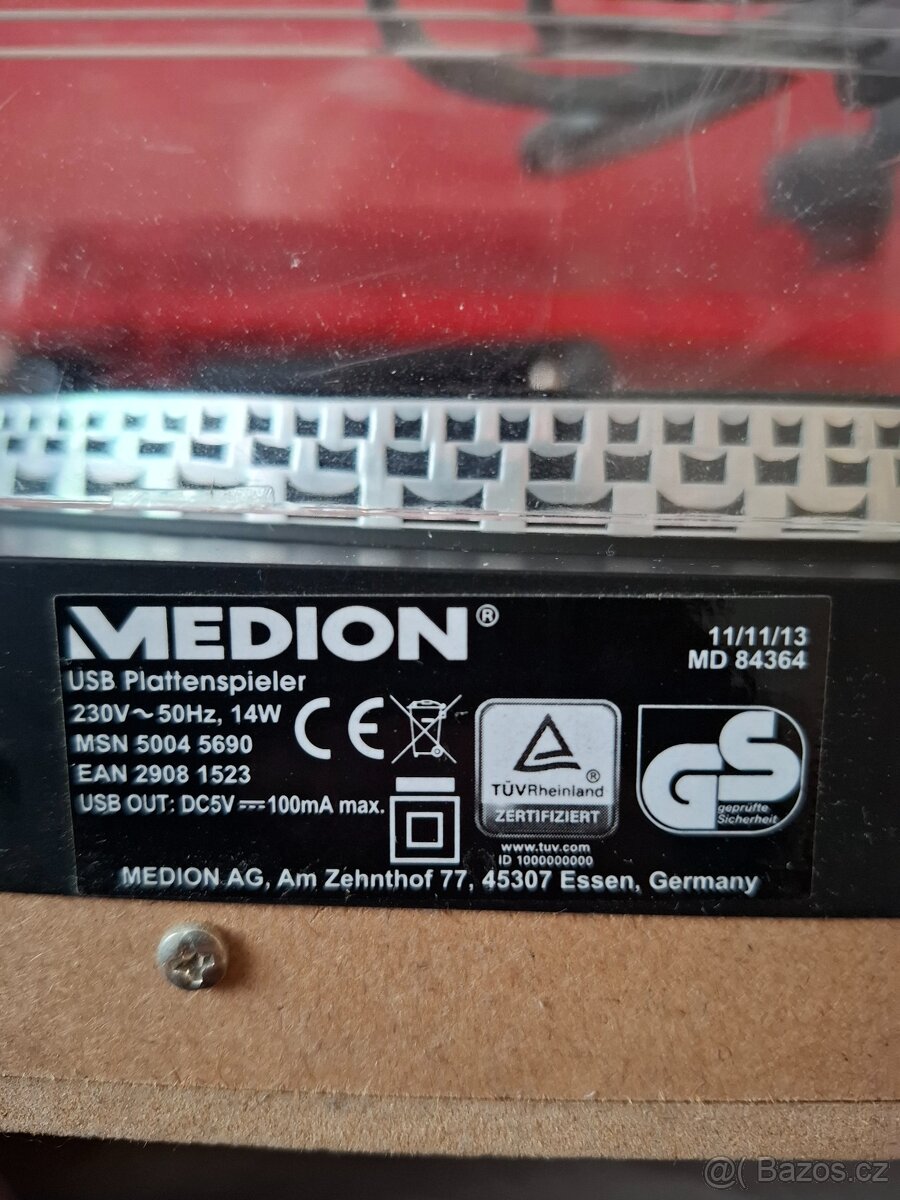 MEDION®
11/11/13
MD 84364
USB Plattenspieler
230V~50Hz, 14W
MSN 5004 5690
EAN 2908 1523
USB OUT: DC5V⎓100mA max.
CE
TÜVRheinland®
ZERTIFIZIERT
www.tuv.com
ID 1000000000
GS
geprüfte
Sicherheit
MEDION AG, Am Zehnthof 77, 45307 Essen, Germany
@( Bazos.cz